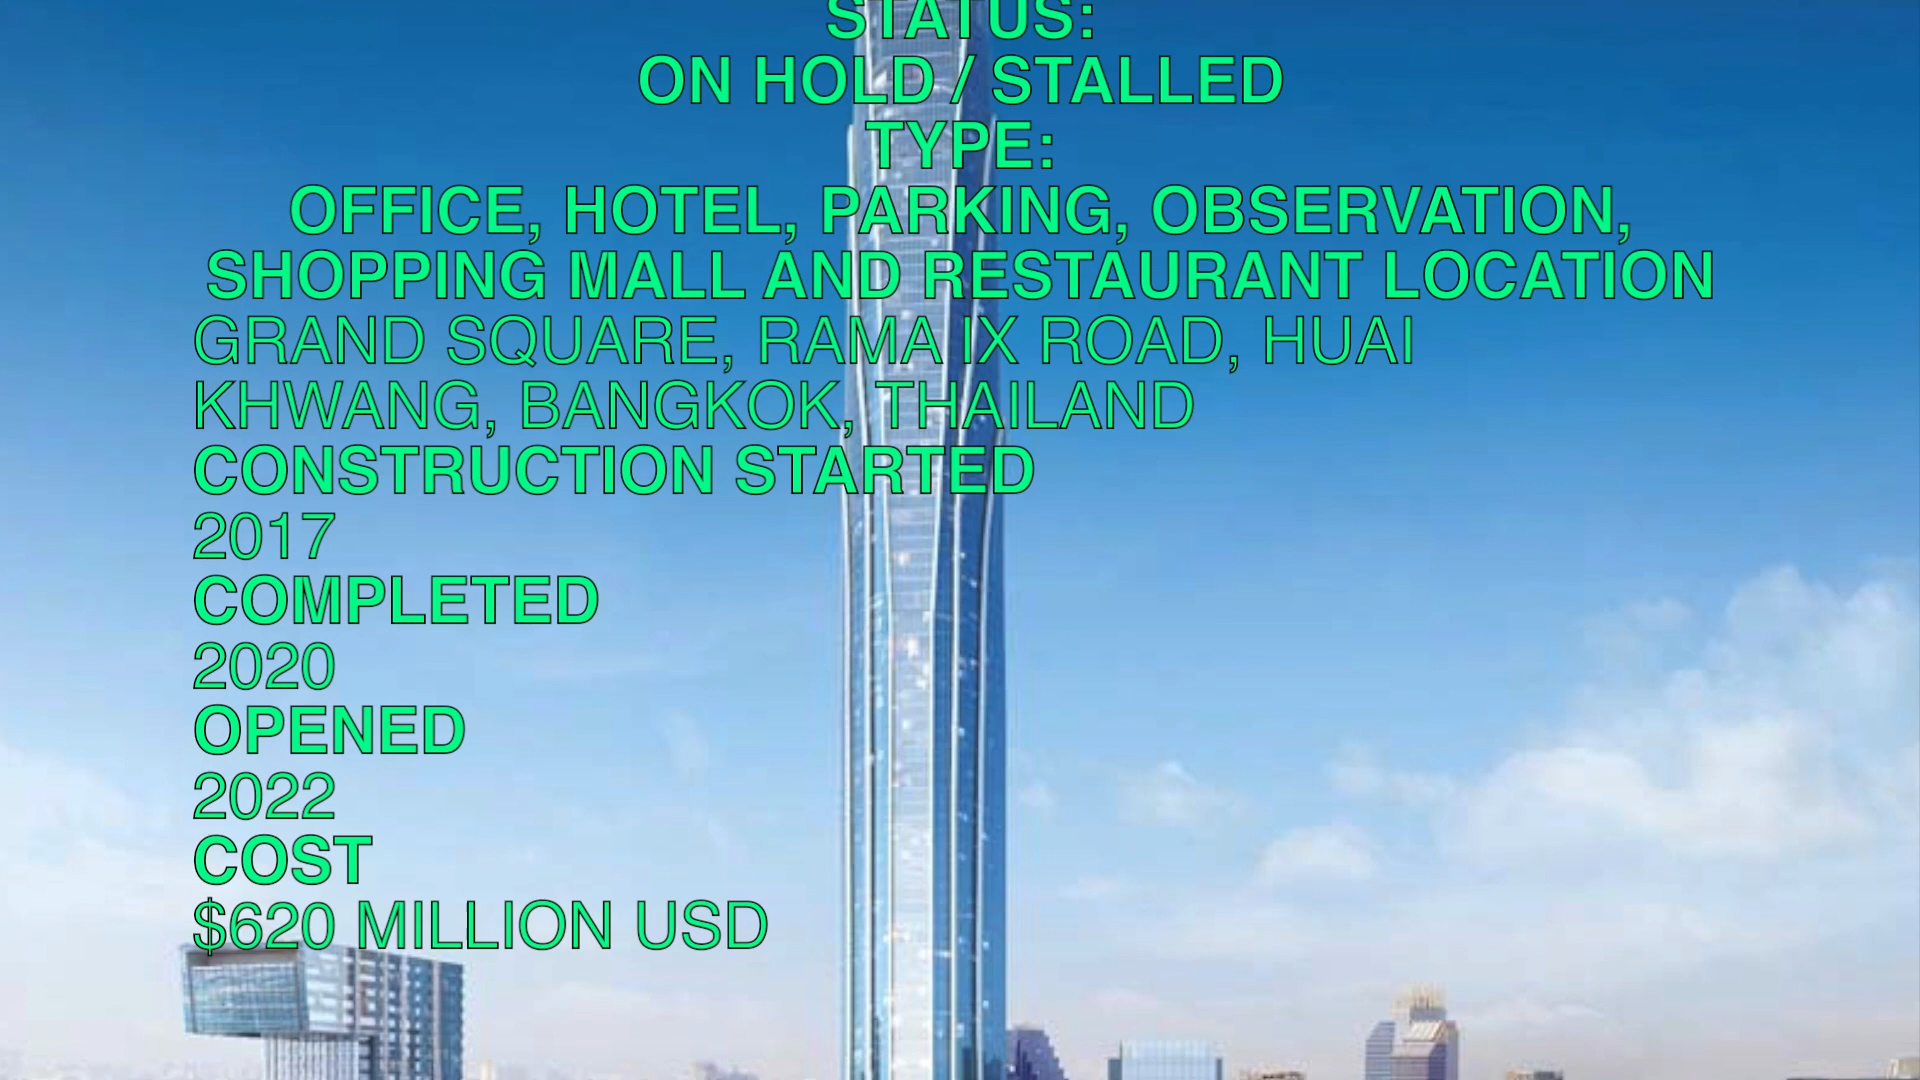 STATUS:
ON HOLD / STALLED
TYPE:
OFFICE, HOTEL, PARKING, OBSERVATION,
SHOPPING MALL AND RESTAURANT LOCATION
GRAND SQUARE, RAMA IX ROAD, HUAI
KHWANG, BANGKOK, THAILAND
CONSTRUCTION STARTED
2017
COMPLETED
2020
OPENED
2022
COST
$620 MILLION USD